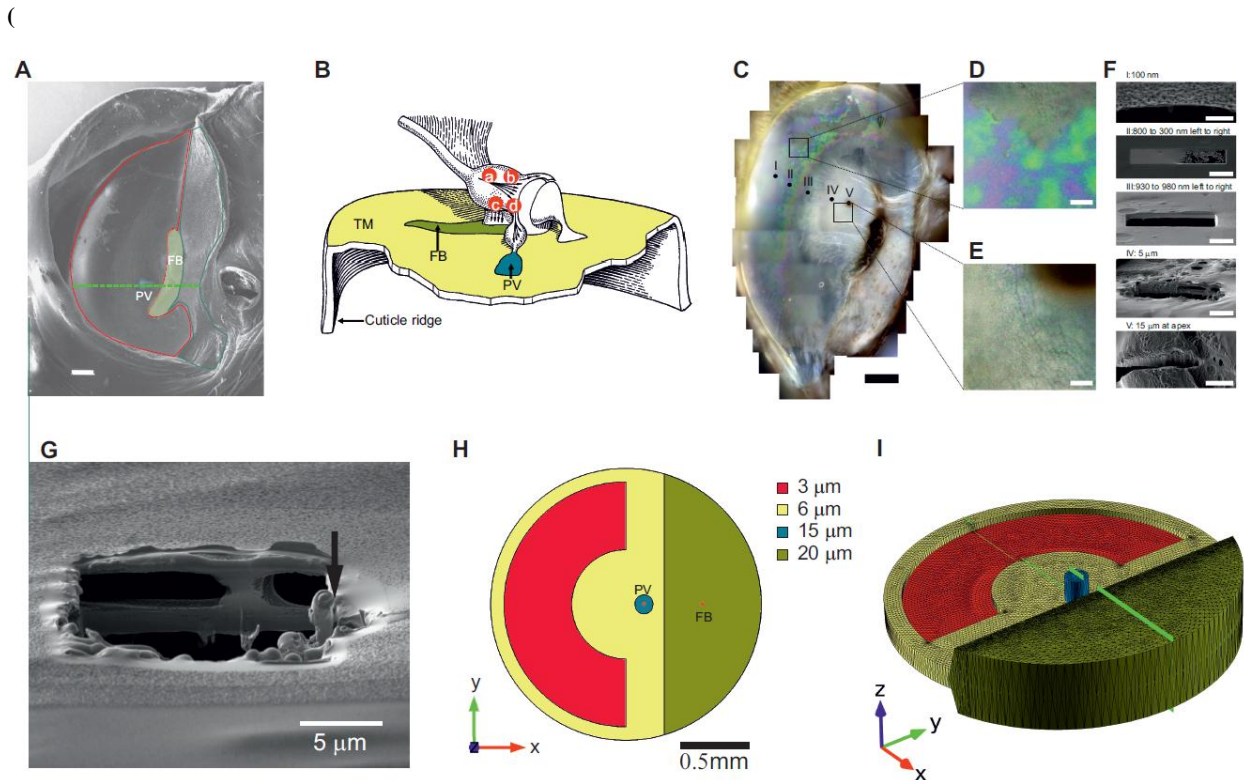 (
A
FB
PV
B
a b
c d
TM
FB
PV
Cuticle ridge
C
I
II
III
IV
V
D
E
F
I:100 nm
II:800 to 300 nm left to right
III:930 to 980 nm left to right
IV: 5 μm
V: 15 μm at apex
G
5 μm
H
PV
FB
y
x
0.5mm
3 μm
6 μm
15 μm
20 μm
I
z
y
x